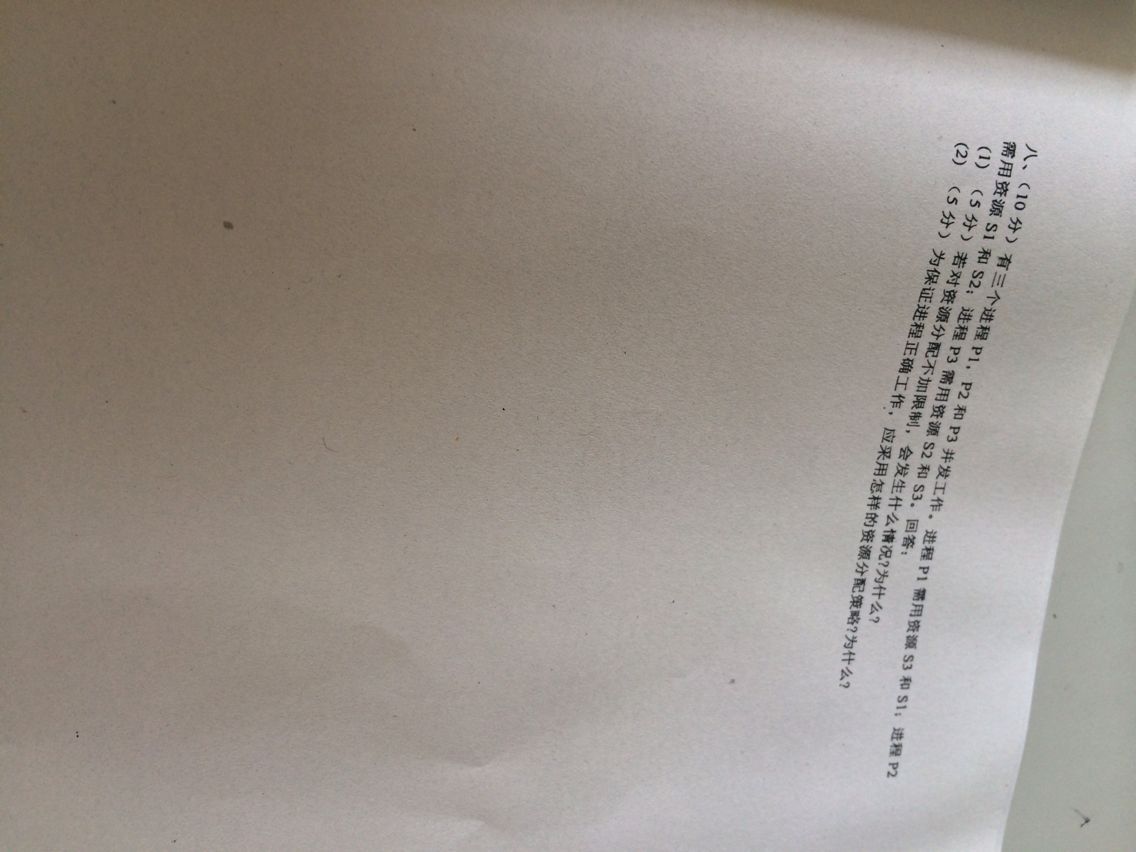 八、（10 分）有三个进程 P1，P2 和 P3 并发工作。进程 P1 需用资源 S3 和 S1；进程 P2
需用资源 S1 和 S2；进程 P3 需用资源 S2 和 S3。回答：
(1) （5 分）若对资源分配不加限制，会发生什么情况?为什么?
(2) （5 分）为保证进程正确工作，应采用怎样的资源分配策略?为什么?